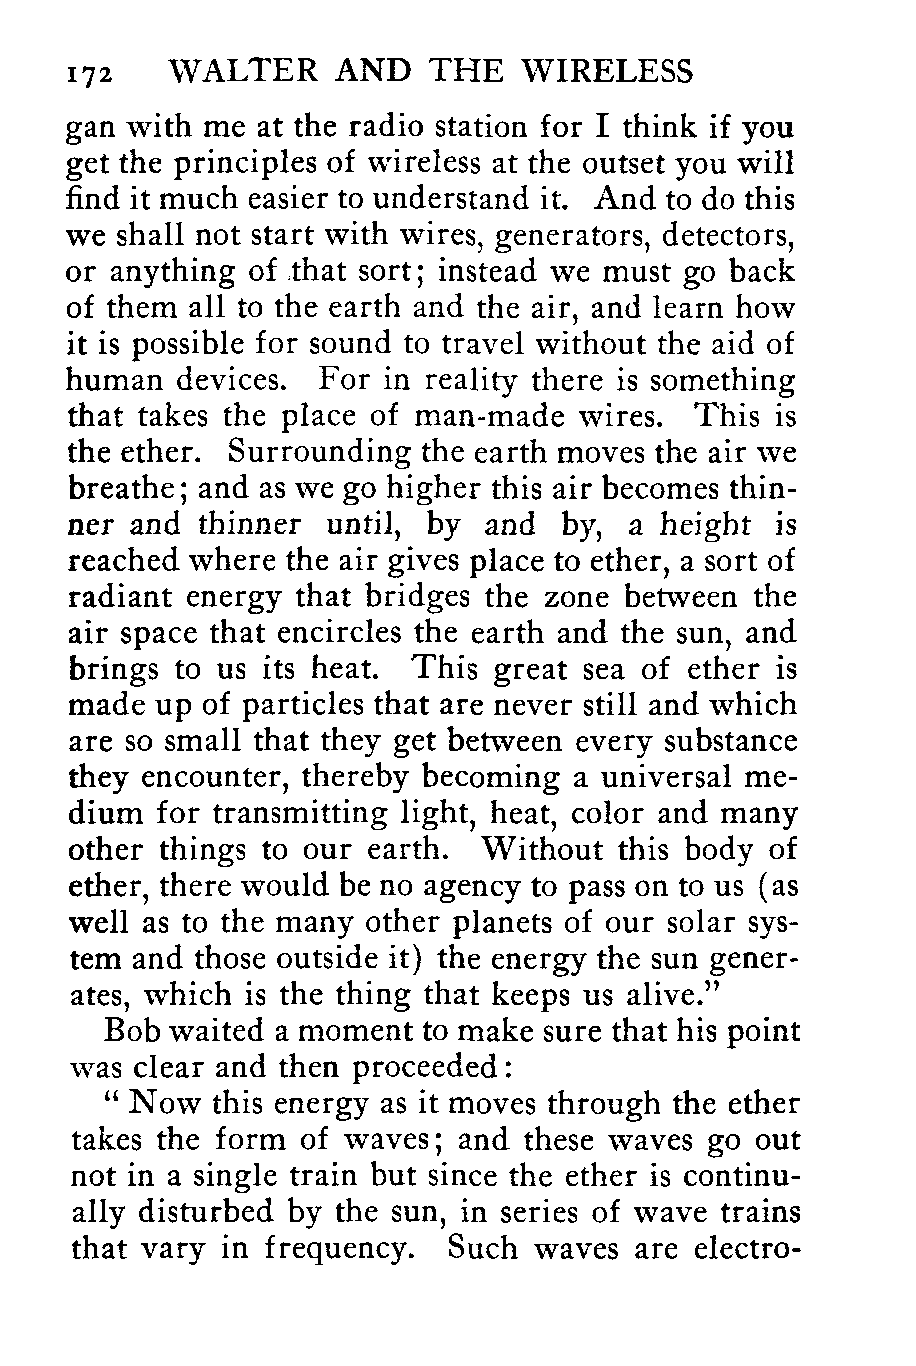 172 WALTER AND THE WIRELESS
gan with me at the radio station for I think if you
get the principles of wireless at the outset you will
find it much easier to understand it. And to do this
we shall not start with wires, generators, detectors,
or anything of that sort; instead we must go back
of them all to the earth and the air, and learn how
it is possible for sound to travel without the aid of
human devices. For in reality there is something
that takes the place of man-made wires. This is
the ether. Surrounding the earth moves the air we
breathe; and as we go higher this air becomes thin-
ner and thinner until, by and by, a height is
reached where the air gives place to ether, a sort of
radiant energy that bridges the zone between the
air space that encircles the earth and the sun, and
brings to us its heat. This great sea of ether is
made up of particles that are never still and which
are so small that they get between every substance
they encounter, thereby becoming a universal me-
dium for transmitting light, heat, color and many
other things to our earth. Without this body of
ether, there would be no agency to pass on to us (as
well as to the many other planets of our solar sys-
tem and those outside it) the energy the sun gener-
ates, which is the thing that keeps us alive."
Bob waited a moment to make sure that his point
was clear and then proceeded:
" Now this energy as it moves through the ether
takes the form of waves; and these waves go out
not in a single train but since the ether is continu-
ally disturbed by the sun, in series of wave trains
that vary in frequency. Such waves are electro-